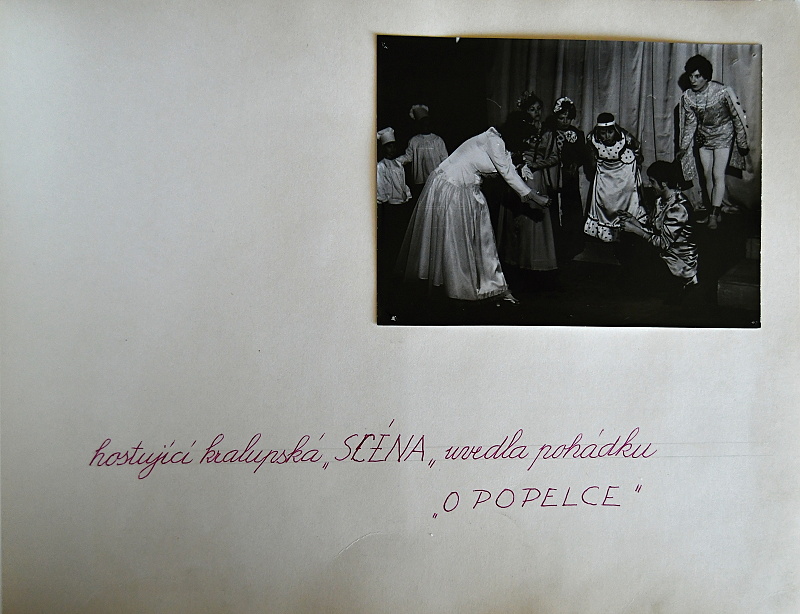 hostující kralupská „SCÉNA„ uvedla pohádku
„O POPELCE"